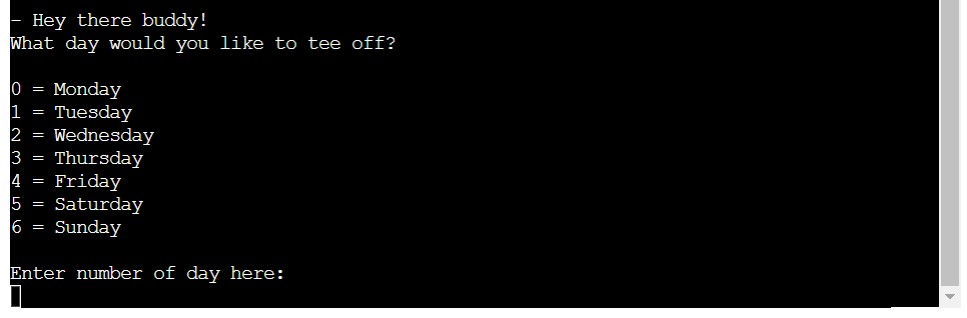 - Hey there buddy!
What day would you like to tee off?
0 = Monday
1 = Tuesday
2 = Wednesday
3 = Thursday
4 = Friday
5 = Saturday
6 = Sunday
Enter number of day here: